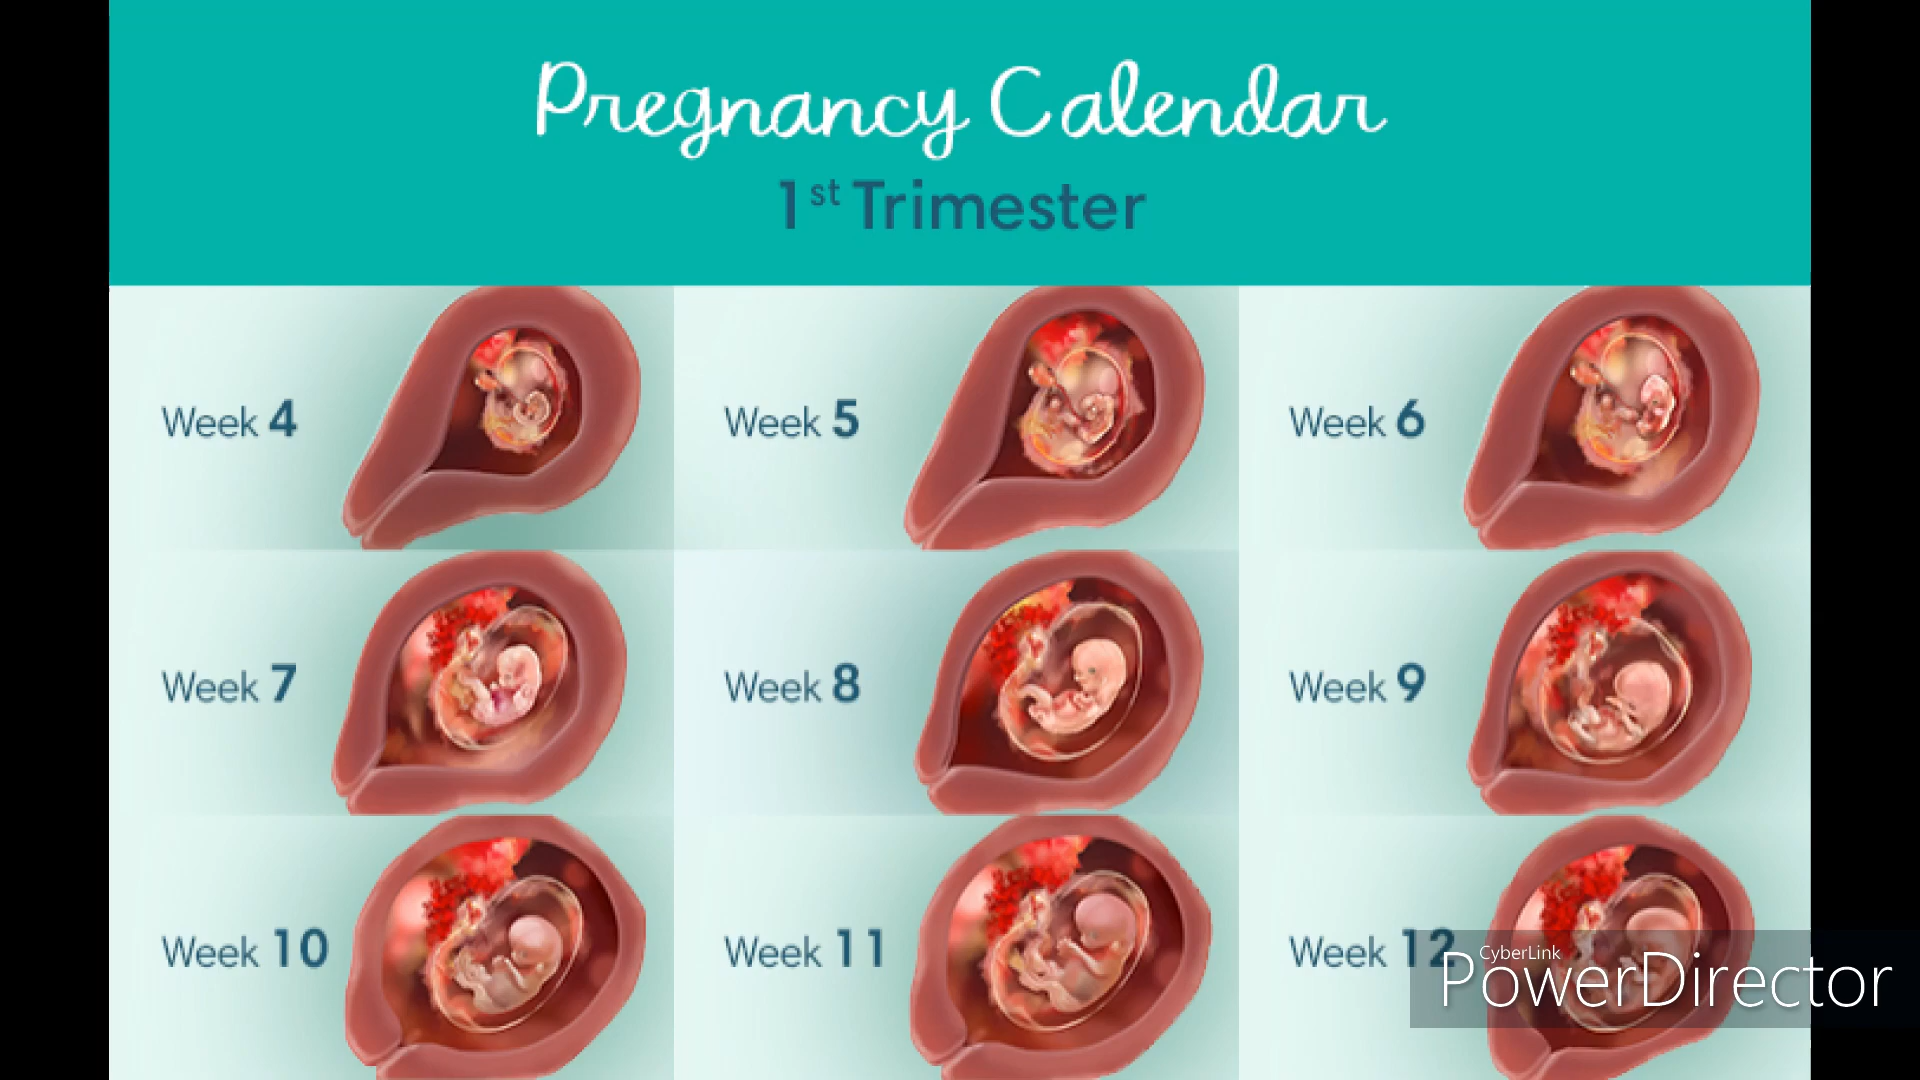 Pregnancy Calendar
1st Trimester
Week 4
Week 5
Week 6
Week 7
Week 8
Week 9
Week 10
Week 11
Week 12
CyberLink
PowerDirector